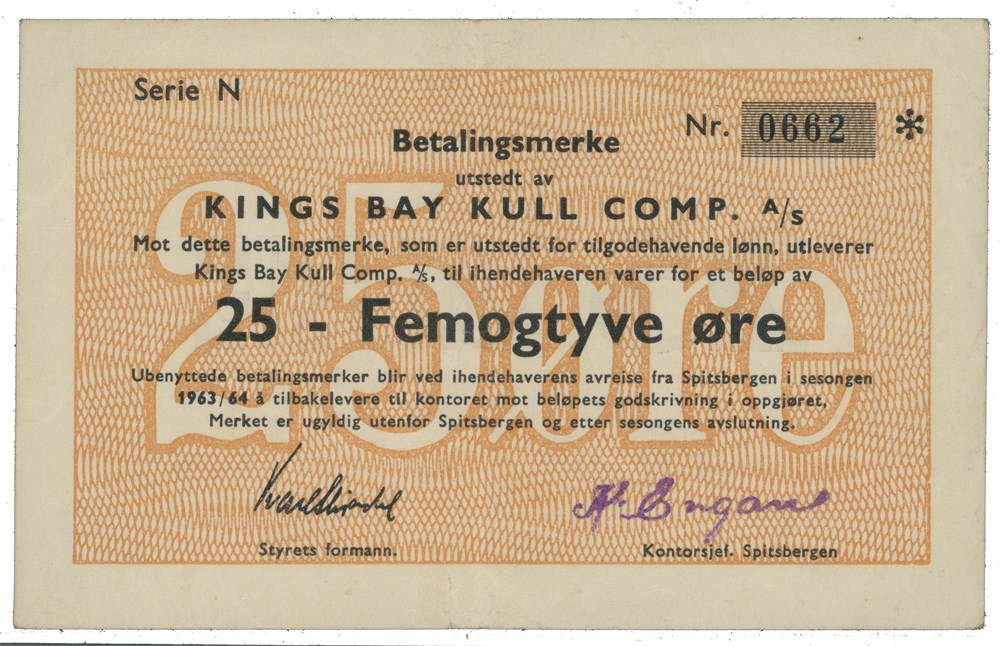 Serie N
Nr. 0662 *
Betalingsmerke
utstedt av
KINGS BAY KULL COMP. A/S
Mot dette betalingsmerke, som er utstedt for tilgodehavende lønn, utleverer
Kings Bay Kull Comp. A/S, til ihendehaveren varer for et beløp av
25 øre
25 - Femogtyve øre
Ubenyttede betalingsmerker blir ved ihendehaverens avreise fra Spitsbergen i sesongen
1963/64 å tilbakelevere til kontoret mot beløpets godskrivning i oppgjøret,
Merket er ugyldig utenfor Spitsbergen og etter sesongens avslutning.
Styrets formann.
Kontorsjef. Spitsbergen